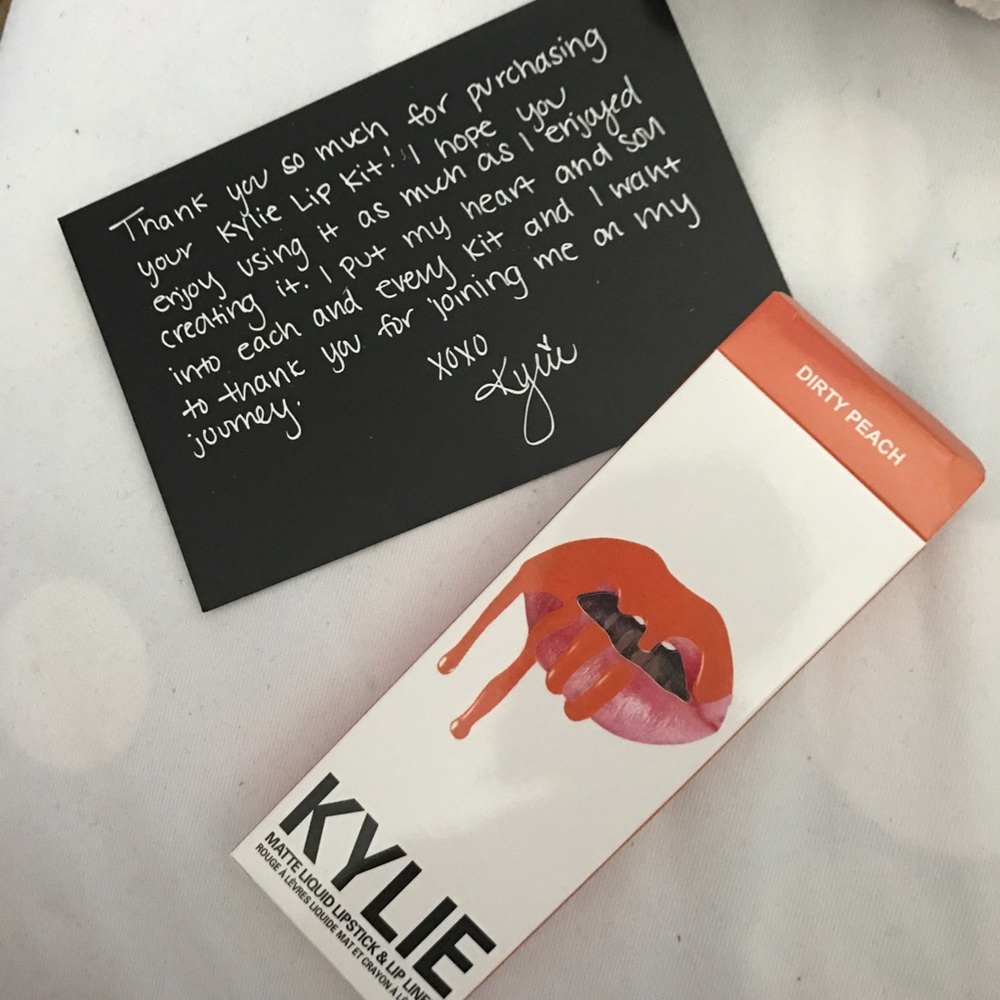 Thank you so much for purchasing
your Kylie Lip Kit! I hope you
enjoy using it as much as I enjoyed
creating it. I put my heart and soul
into each and every kit and I want
to thank you for joining me on my
journey.
xoxo
Kylie
DIRTY PEACH
KYLIE
MATTE LIQUID LIPSTICK & LIP
ROUGE À LÈVRES LIQUIDE MAT ET CRAYON À